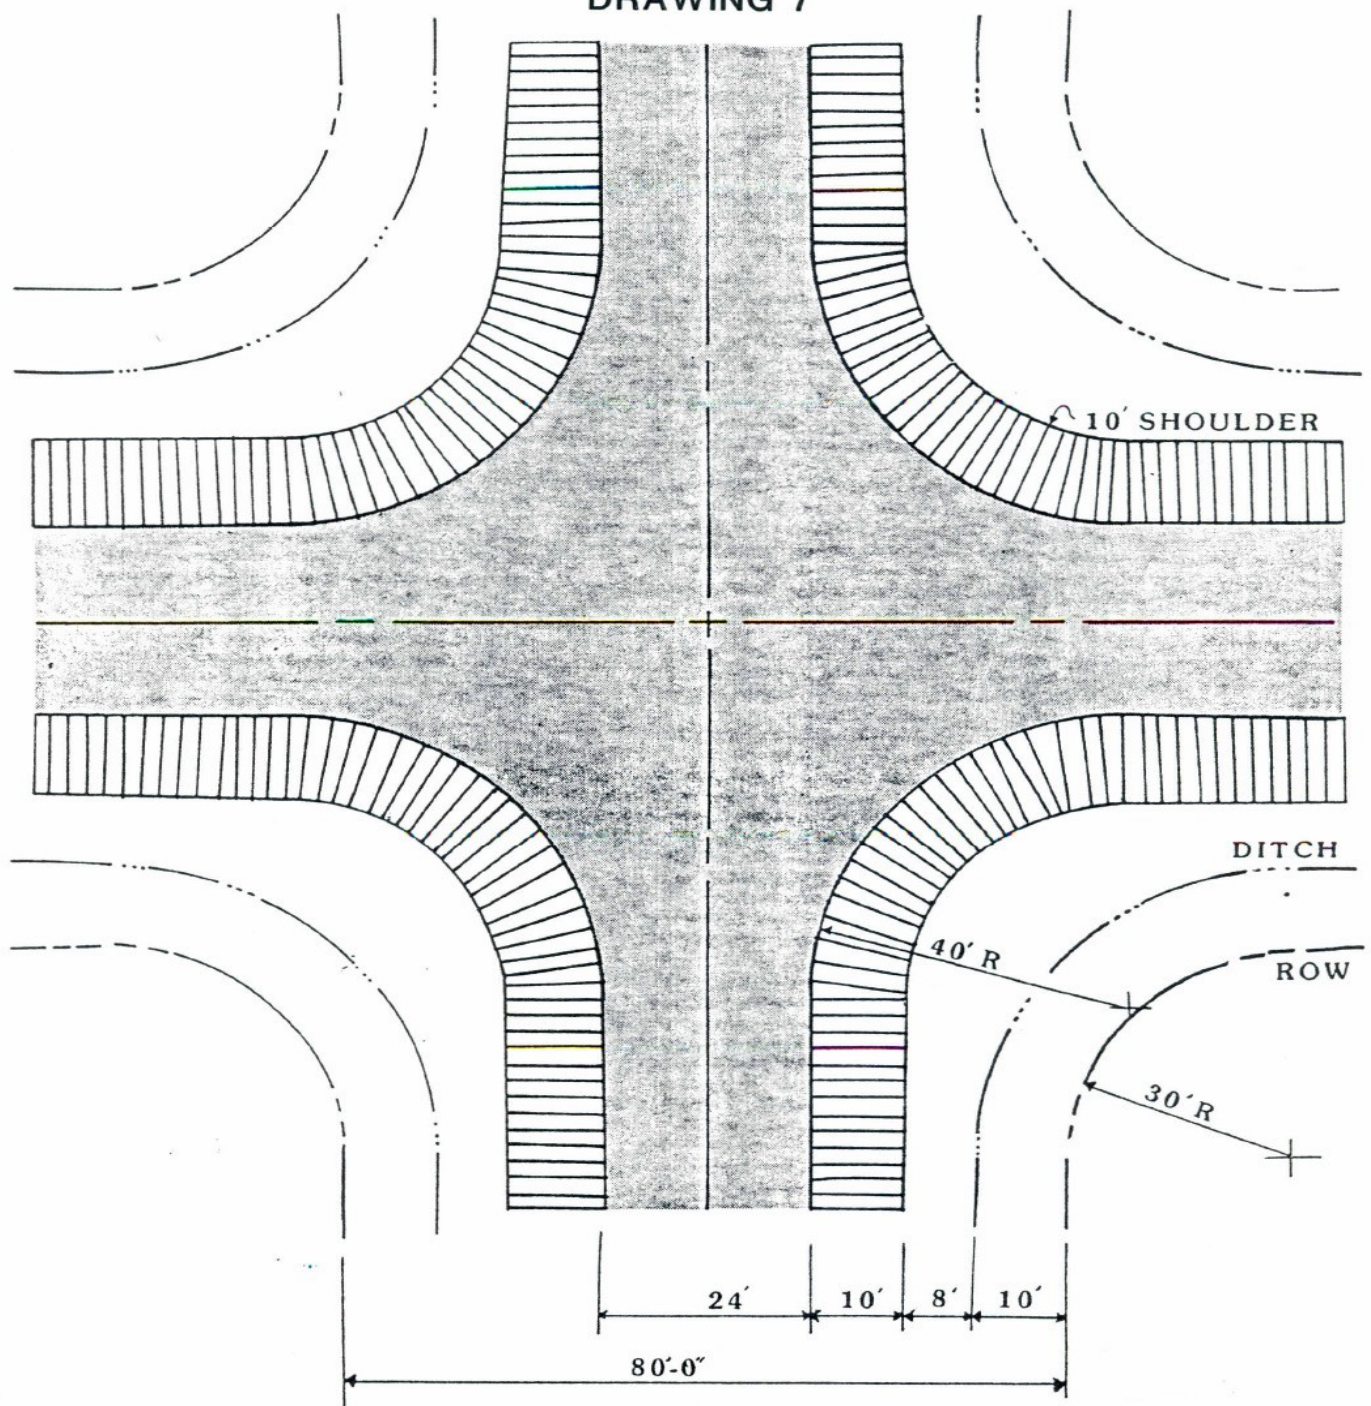 DRAWING 7
10' SHOULDER
DITCH
40' R
ROW
30' R
24'
10'
8'
10'
80'-0"